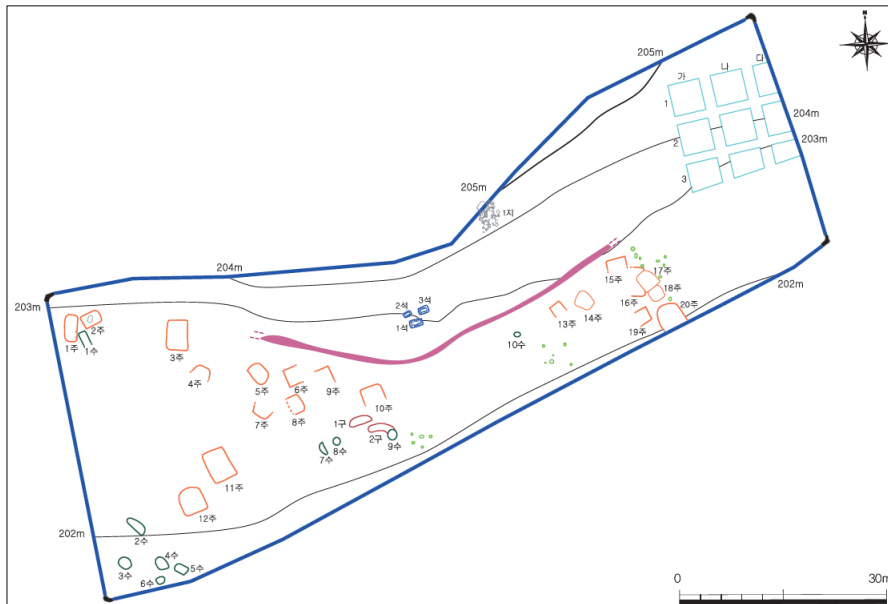 N
205m
가
나
다
1
204m
203m
2
3
205m
1지
204m
203m
202m
15주
17주
18주
16주
20주
19주
14주
13주
10수
2석
3석
1석
1주
2주
1수
3주
4주
5주
6주
9주
7주
8주
10주
1구
2구
9수
8수
7수
11주
12주
202m
2수
3수
4수
5수
6수
0
30m